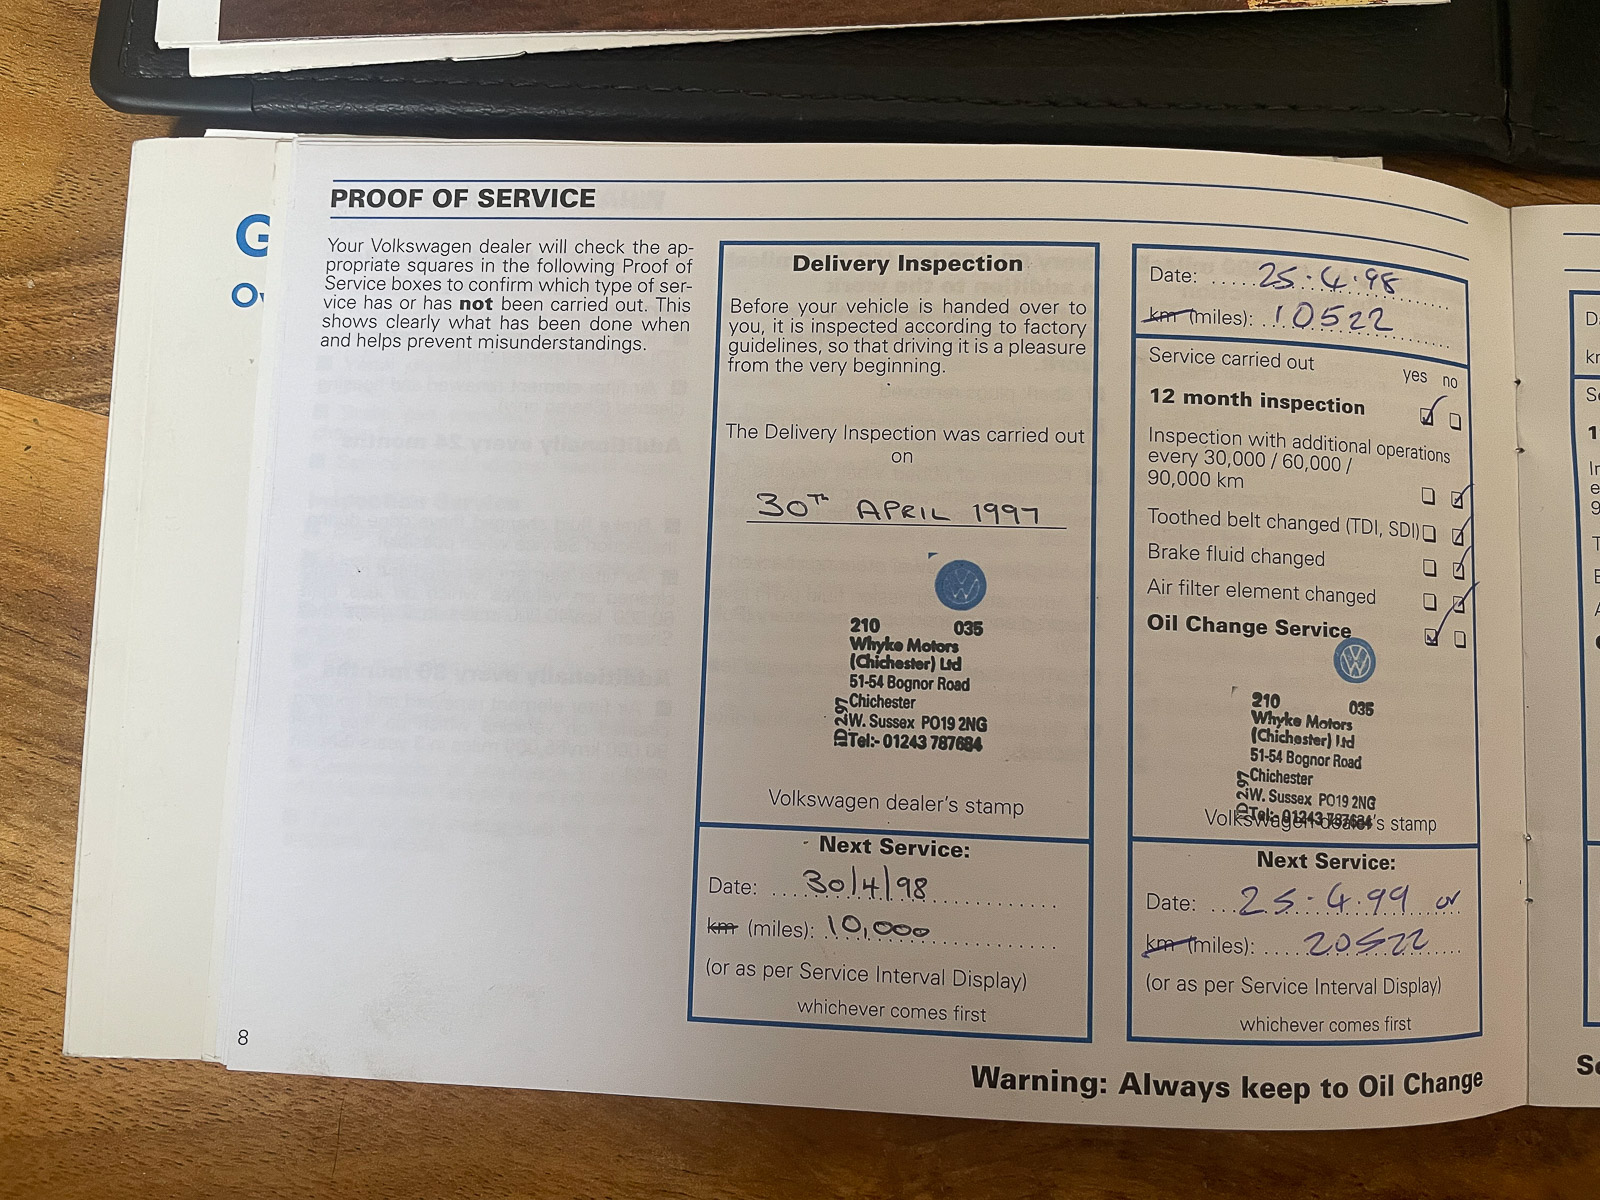 G
PROOF OF SERVICE
Your Volkswagen dealer will check the ap-
propriate squares in the following Proof of
Service boxes to confirm which type of ser-
vice has or has not been carried out. This
shows clearly what has been done when
and helps prevent misunderstandings.
8
Delivery Inspection
Before your vehicle is handed over to
you, it is inspected according to factory
guidelines, so that driving it is a pleasure
from the very beginning.
The Delivery Inspection was carried out
on
30TH APRIL 1997
210 035
Whyke Motors
(Chichester) Ltd
51-54 Bognor Road
Chichester
W. Sussex PO19 2NG
Tel:- 01243 787684
Volkswagen dealer's stamp
Next Service:
Date: 30/4/98
km (miles): 10,000
(or as per Service Interval Display)
whichever comes first
Date: 25.4.98
km (miles): 10522
Service carried out
yes no
12 month inspection
Inspection with additional operations
every 30,000 / 60,000 /
90,000 km
Toothed belt changed (TDI, SDI)
Brake fluid changed
Air filter element changed
Oil Change Service
210 035
Whyke Motors
(Chichester) Ltd
51-54 Bognor Road
Chichester
W. Sussex PO19 2NG
Tel:- 01243 787684
Volkswagen dealer's stamp
Next Service:
Date: 25.4.99 or
km (miles): 20522
(or as per Service Interval Display)
whichever comes first
Warning: Always keep to Oil Change